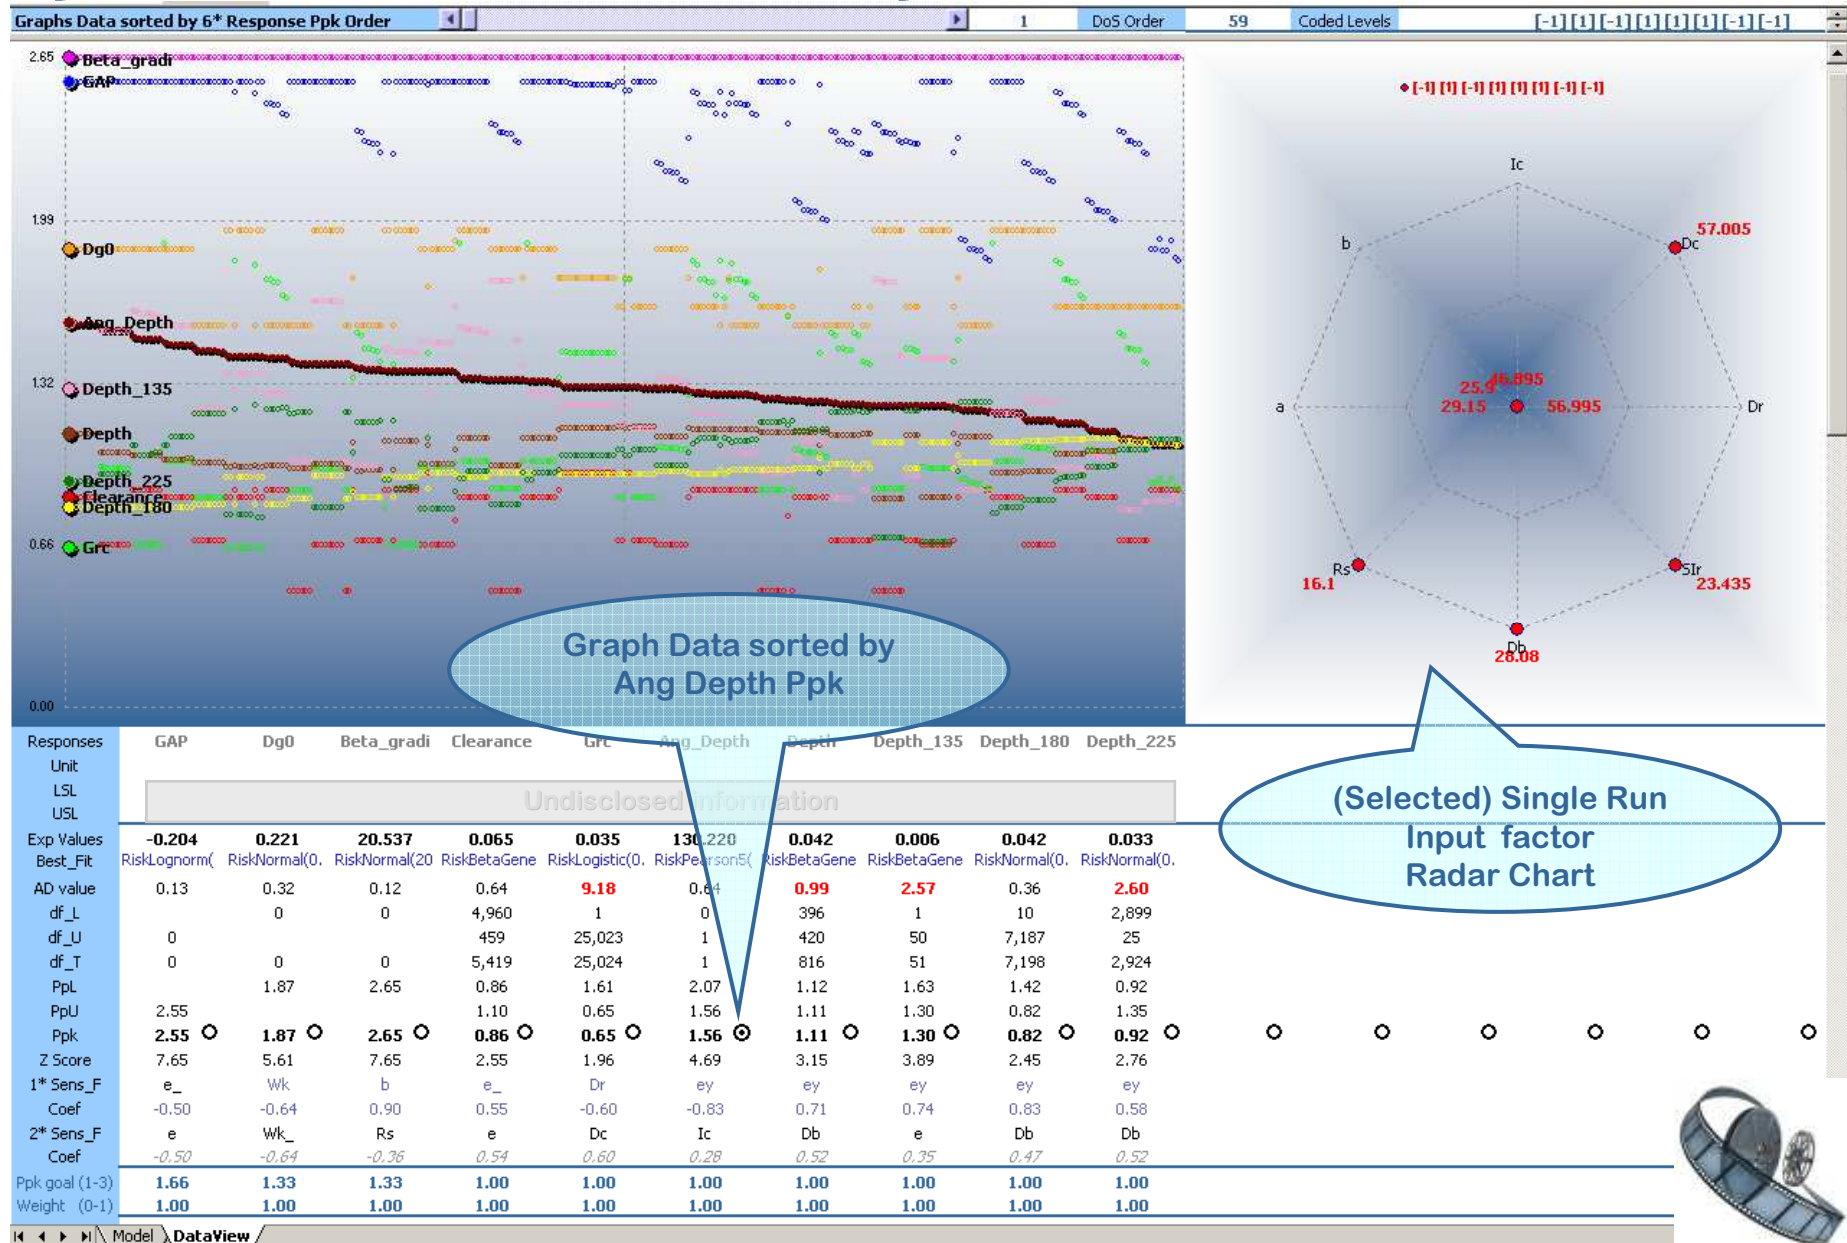 Graphs Data sorted by 6* Response Ppk Order 1 DoS Order 59 Coded Levels [-1][1][-1][1][1][1][-1][-1]
2.65 Beta_gradi
GAP
1.99
Dg0
Ang_Depth
1.32 Depth_135
Depth
Depth_225
Clearance
Depth_180
0.66 Grc
0.00
[-1] [1] [-1] [1] [1] [1] [-1] [-1]
Ic
57.005
b Dc
46.895
25.9
29.15 56.995
a Dr
Rs SIr
16.1 23.435
Db
28.08
Graph Data sorted by
Ang Depth Ppk
(Selected) Single Run
Input factor
Radar Chart
Responses GAP Dg0 Beta_gradi Clearance Grc Ang_Depth Depth Depth_135 Depth_180 Depth_225
Unit
LSL
USL
Undisclosed information
Exp Values -0.204 0.221 20.537 0.065 0.035 130.220 0.042 0.006 0.042 0.033
Best_Fit RiskLognorm( RiskNormal(0. RiskNormal(20 RiskBetaGene RiskLogistic(0. RiskPearson5( RiskBetaGene RiskBetaGene RiskNormal(0. RiskNormal(0.
AD value 0.13 0.32 0.12 0.64 9.18 0.64 0.99 2.57 0.36 2.60
df_L 0 0 4,960 1 0 396 1 10 2,899
df_U 0 459 25,023 1 420 50 7,187 25
df_T 0 0 0 5,419 25,024 1 816 51 7,198 2,924
PpL 1.87 2.65 0.86 1.61 2.07 1.12 1.63 1.42 0.92
PpU 2.55 1.10 0.65 1.56 1.11 1.30 0.82 1.35
Ppk 2.55 1.87 2.65 0.86 0.65 1.56 1.11 1.30 0.82 0.92
Z Score 7.65 5.61 7.65 2.55 1.96 4.69 3.15 3.89 2.45 2.76
1* Sens_F e_ Wk b e_ Dr ey ey ey ey ey
Coef -0.50 -0.64 0.90 0.55 -0.60 -0.83 0.71 0.74 0.83 0.58
2* Sens_F e Wk_ Rs e Dc Ic Db e Db Db
Coef -0.50 -0.64 -0.36 0.54 0.60 0.28 0.52 0.35 0.47 0.52
Ppk goal (1-3) 1.66 1.33 1.33 1.00 1.00 1.00 1.00 1.00 1.00 1.00
Weight (0-1) 1.00 1.00 1.00 1.00 1.00 1.00 1.00 1.00 1.00 1.00
Model DataView